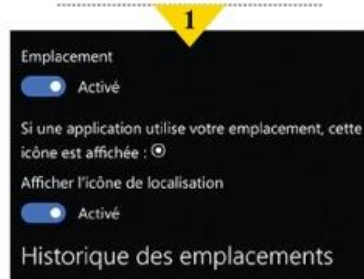 1
Emplacement
Activé
Si une application utilise votre emplacement, cette
icône est affichée :
Afficher l'icône de localisation
Activé
Historique des emplacements